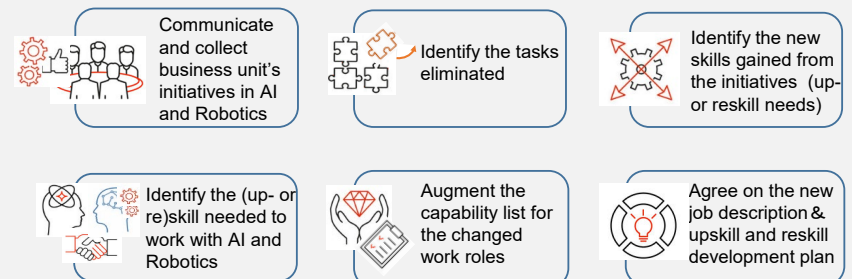 Communicate
and collect
business unit's
initiatives in AI
and Robotics
Identify the tasks
eliminated
Identify the new
skills gained from
the initiatives (up-
or reskill needs)
Identify the (up- or
re)skill needed to
work with AI and
Robotics
Augment the
capability list for
the changed
work roles
Agree on the new
job description &
upskill and reskill
development plan